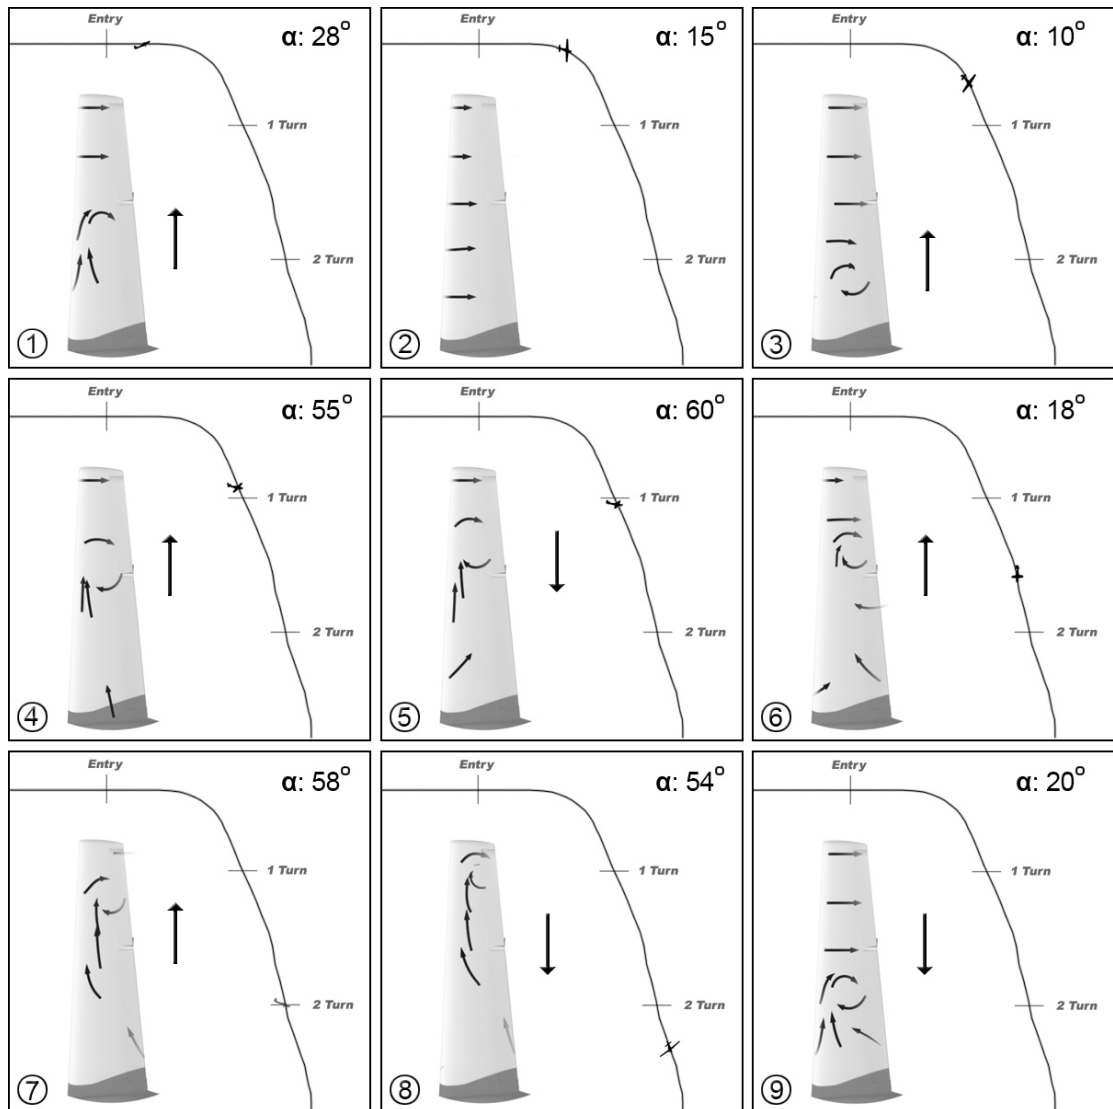 Entry
α: 28°
1 Turn
2 Turn
1
Entry
α: 15°
1 Turn
2 Turn
2
Entry
α: 10°
1 Turn
2 Turn
3
Entry
α: 55°
1 Turn
2 Turn
4
Entry
α: 60°
1 Turn
2 Turn
5
Entry
α: 18°
1 Turn
2 Turn
6
Entry
α: 58°
1 Turn
2 Turn
7
Entry
α: 54°
1 Turn
2 Turn
8
Entry
α: 20°
1 Turn
2 Turn
9